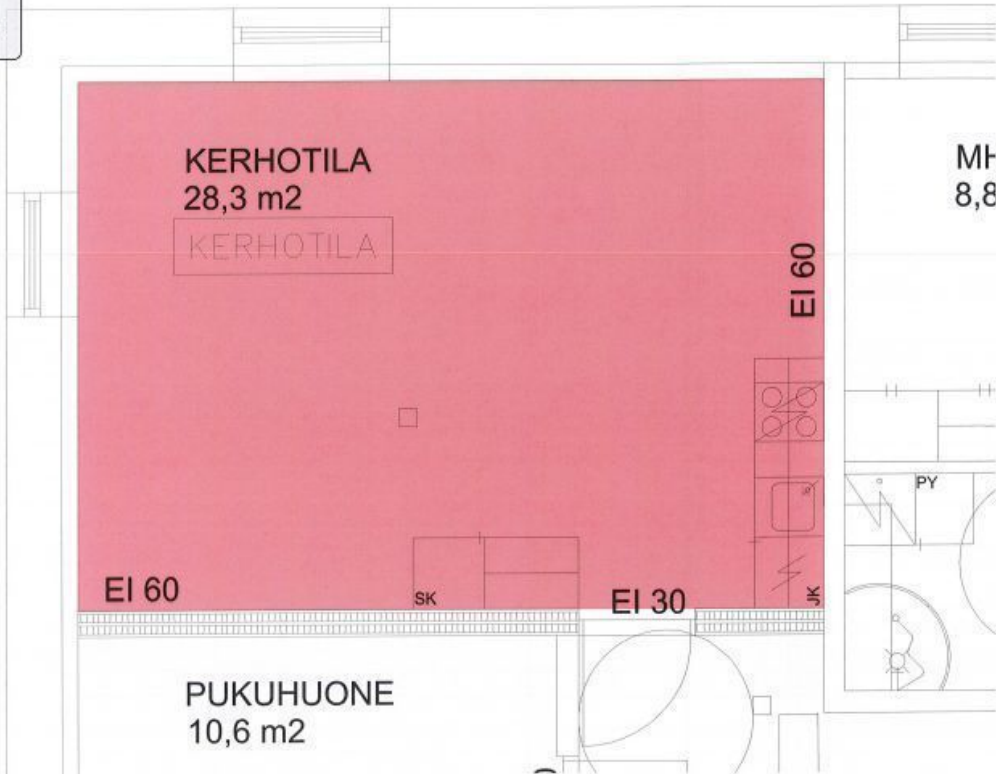 KERHOTILA
28,3 m2
KERHOTILA
MH
8,8
EI 60
PY
EI 60
SK
EI 30
JK
PUKUHUONE
10,6 m2